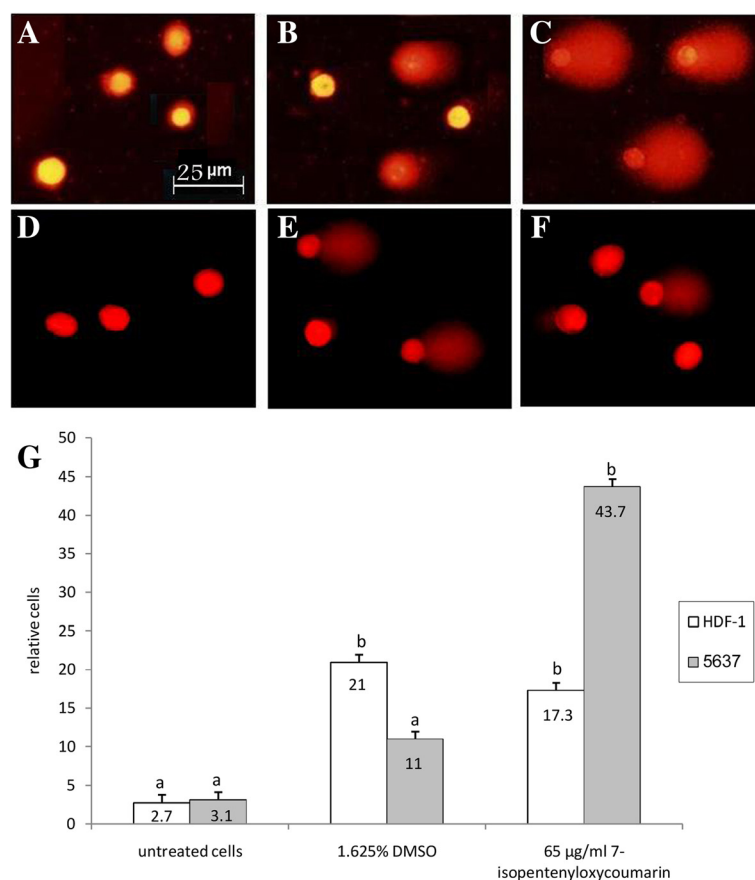 A
B
C
25 µm
D
E
F
G
50
45
40
35
30
25
20
15
10
5
0
relative cells
a
a
b
a
b
b
2.7
3.1
21
11
17.3
43.7
HDF-1
5637
untreated cells
1.625% DMSO
65 µg/ml 7-
isopentenyloxycoumarin